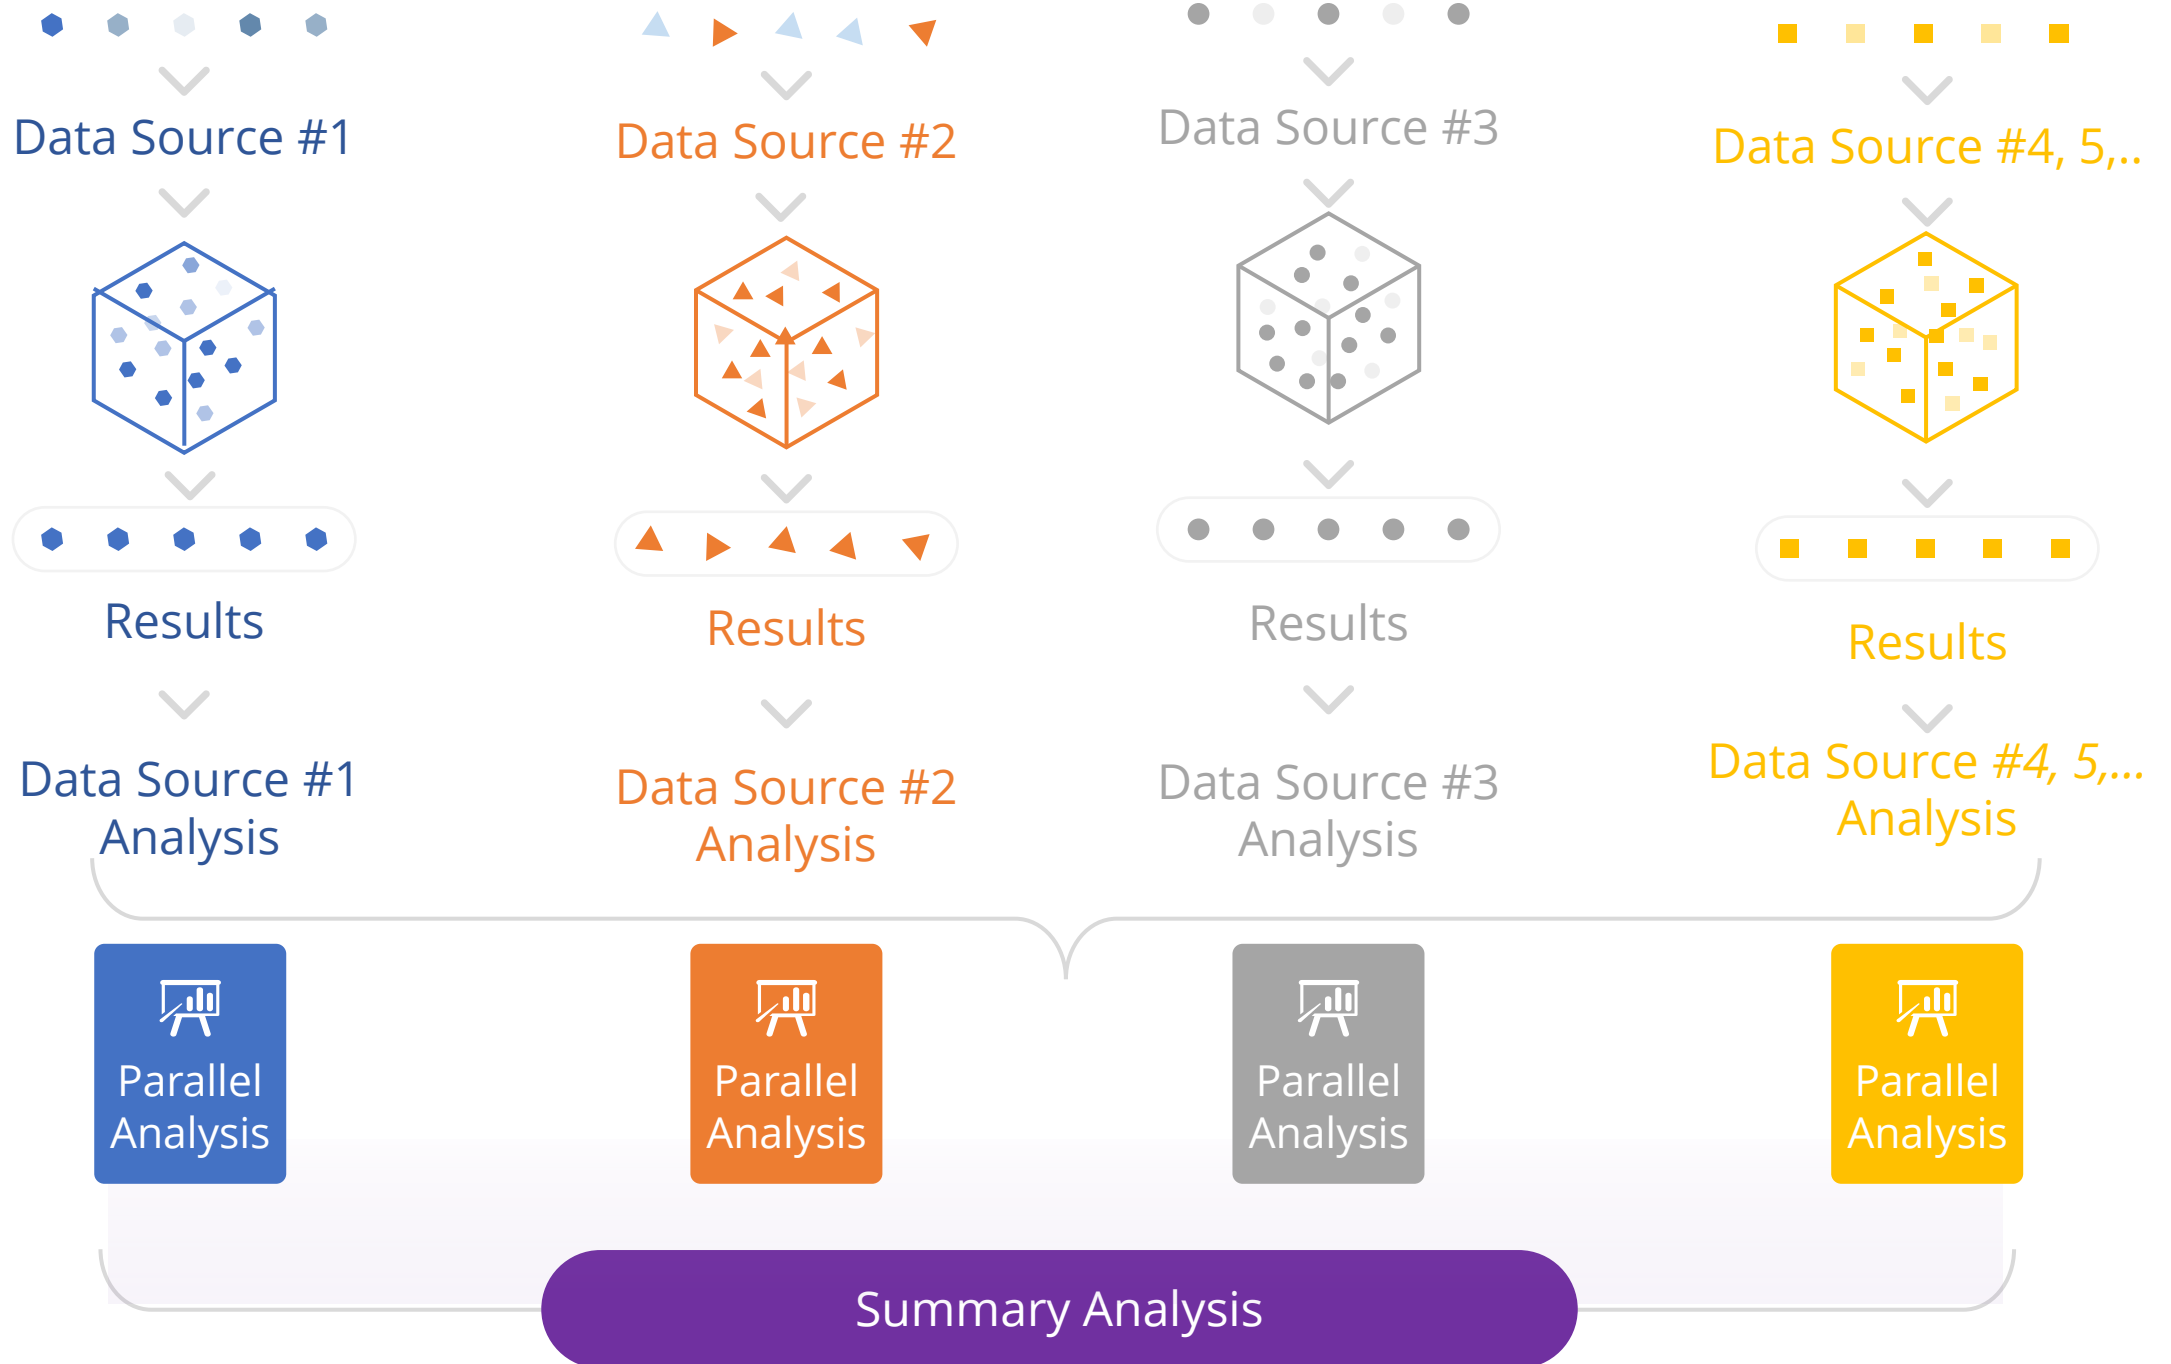 Data Source #1
Data Source #2
Data Source #3
Data Source #4, 5,..
Results
Results
Results
Results
Data Source #1
Analysis
Data Source #2
Analysis
Data Source #3
Analysis
Data Source #4, 5,...
Analysis
Parallel
Analysis
Parallel
Analysis
Parallel
Analysis
Parallel
Analysis
Summary Analysis